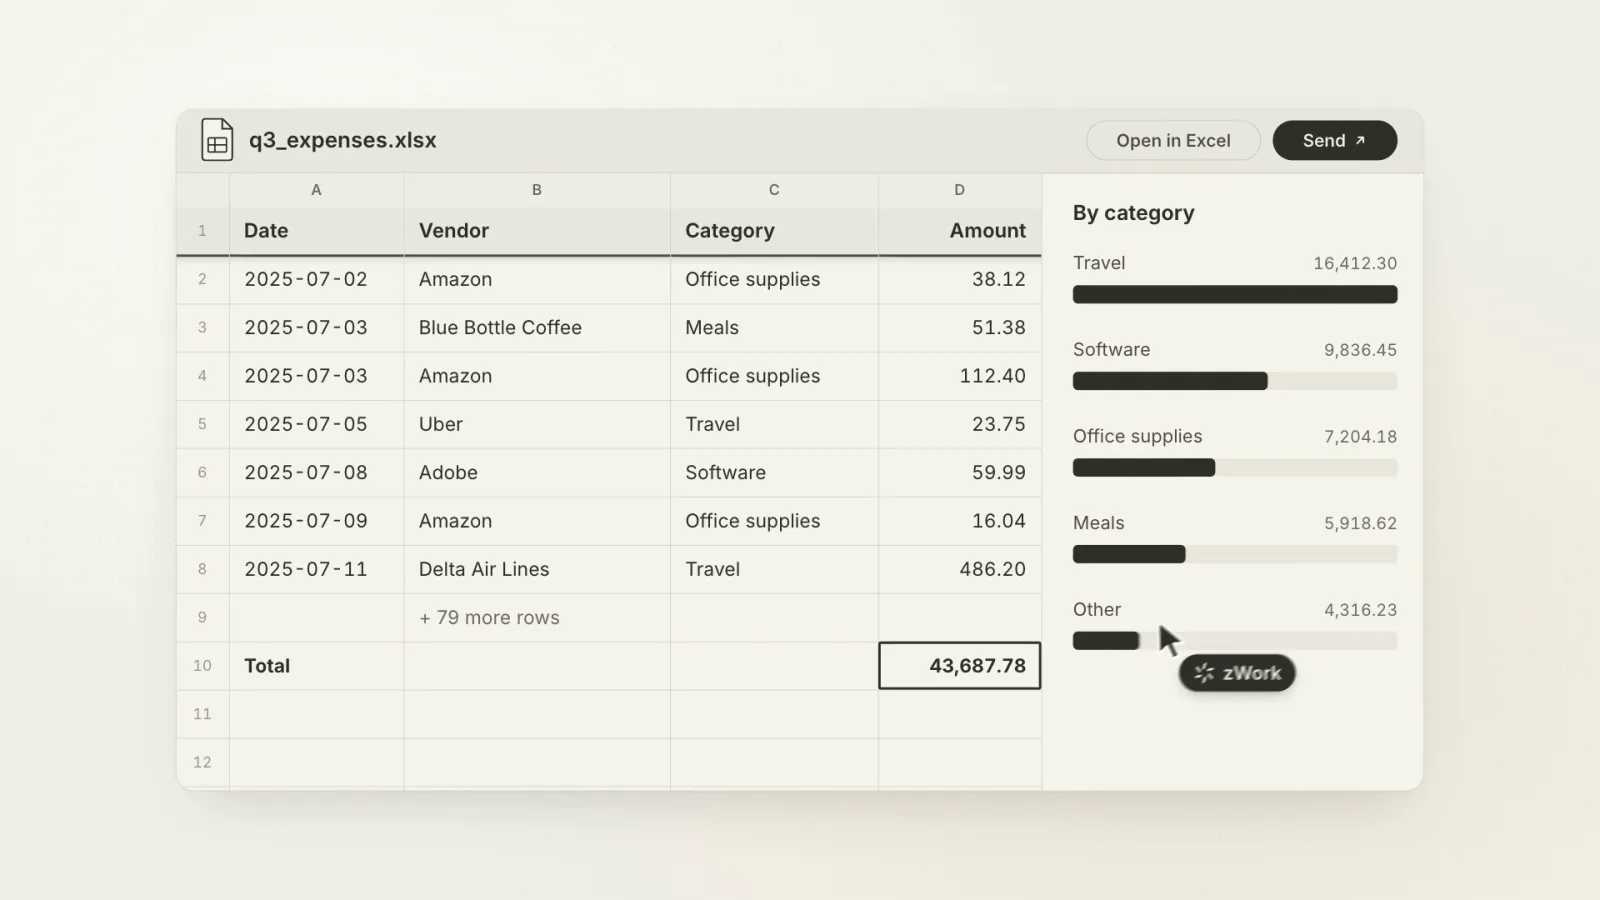 q3_expenses.xlsx
Open in Excel
Send ↗
A B C D
1 Date Vendor Category Amount
2 2025-07-02 Amazon Office supplies 38.12
3 2025-07-03 Blue Bottle Coffee Meals 51.38
4 2025-07-03 Amazon Office supplies 112.40
5 2025-07-05 Uber Travel 23.75
6 2025-07-08 Adobe Software 59.99
7 2025-07-09 Amazon Office supplies 16.04
8 2025-07-11 Delta Air Lines Travel 486.20
9 + 79 more rows
10 Total 43,687.78
11
12
By category
Travel 16,412.30
Software 9,836.45
Office supplies 7,204.18
Meals 5,918.62
Other 4,316.23
zWork